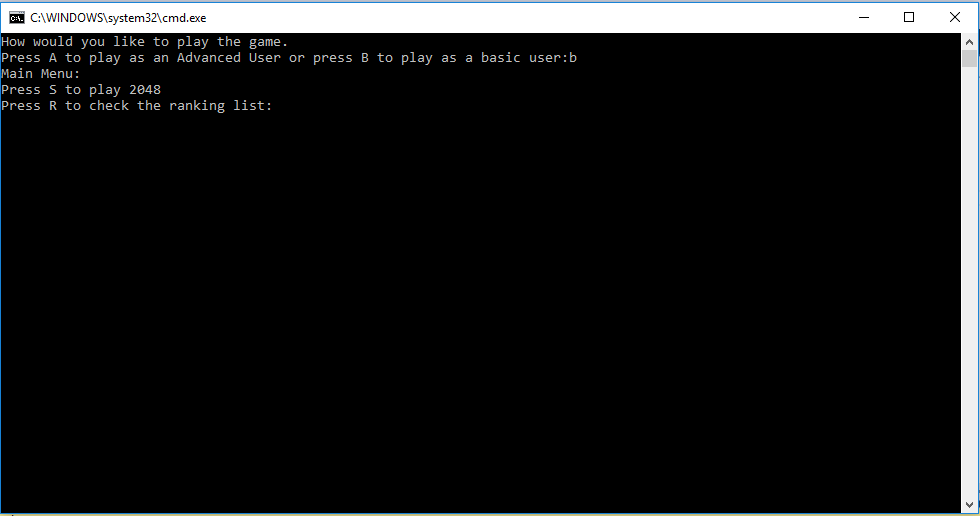 C:\WINDOWS\system32\cmd.exe
How would you like to play the game.
Press A to play as an Advanced User or press B to play as a basic user:b
Main Menu:
Press S to play 2048
Press R to check the ranking list: